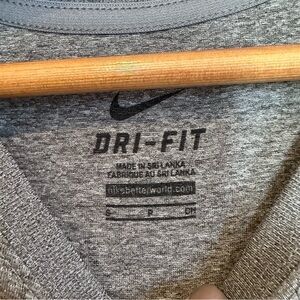 DRI-FIT
MADE IN SRI LANKA
FABRIQUÉ AU SRI LANKA
nikebetterworld.com
S P CH